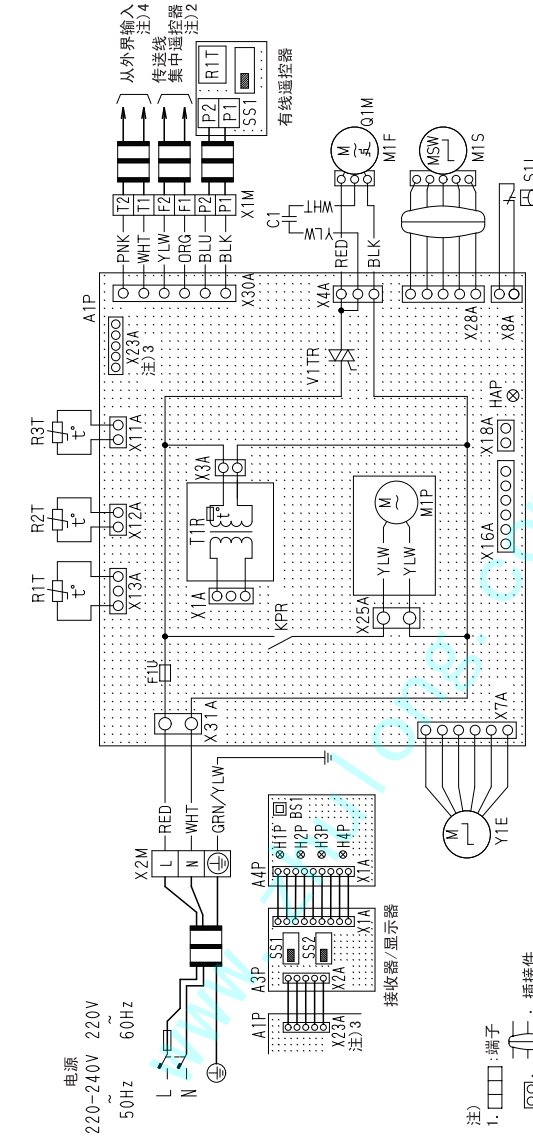 从外界输入
注)4
传送线
集中遥控器
注)2
R1T
P2
P1
SS1
有线遥控器
T2
T1
F2
F1
P2
P1
X1M
PNK
WHT
YLW
ORG
BLU
BLK
X30A
C1
YLW
WHT
RED
BLK
X4A
M
Q1M
M1F
MSW
M1S
X28A
X8A
S1L
A1P
X23A
注)3
R3T
t°
X11A
R2T
t°
X12A
R1T
t°
X13A
V1TR
X3A
T1R
t°
X1A
M
M1P
YLW
YLW
X25A
KPR
F1U
X31A
HAP
X18A
X16A
X7A
M
Y1E
X2M
L
N
RED
WHT
GRN/YLW
电源
220-240V
~
50Hz
220V
~
60Hz
L
N
A4P
H1P
H2P
H3P
H4P
BS1
X1A
A3P
SS1
SS2
X1A
X2A
A1P
X23A
注)3
接收器/显示器
注)
1.
:端子
:插接件
www.zhulong.c